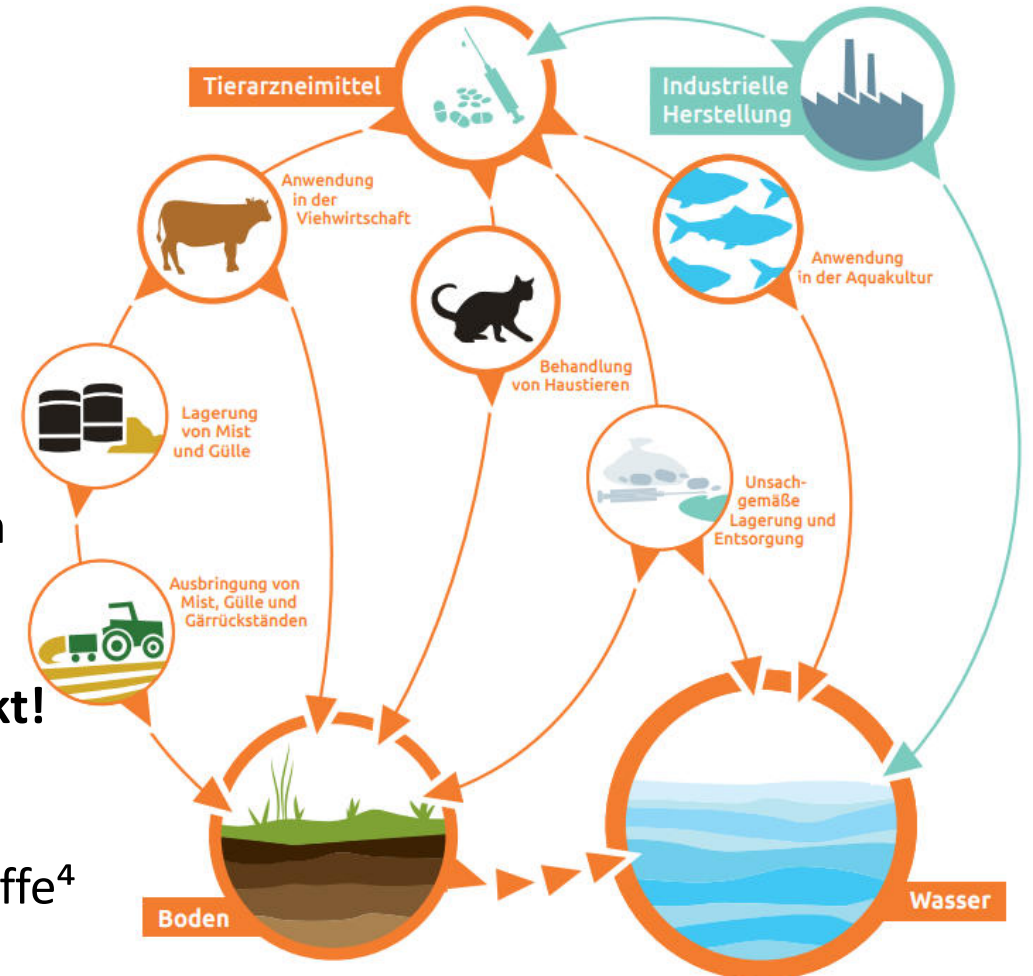 Tierarzneimittel
Industrielle
Herstellung
Anwendung
in der
Viehwirtschaft
Anwendung
in der Aquakultur
Behandlung
von Haustieren
Lagerung
von Mist
und Gülle
Unsach-
gemäße
Lagerung und
Entsorgung
Ausbringung von
Mist, Gülle und
Gärrückständen
kt!
ffe⁴
Boden
Wasser